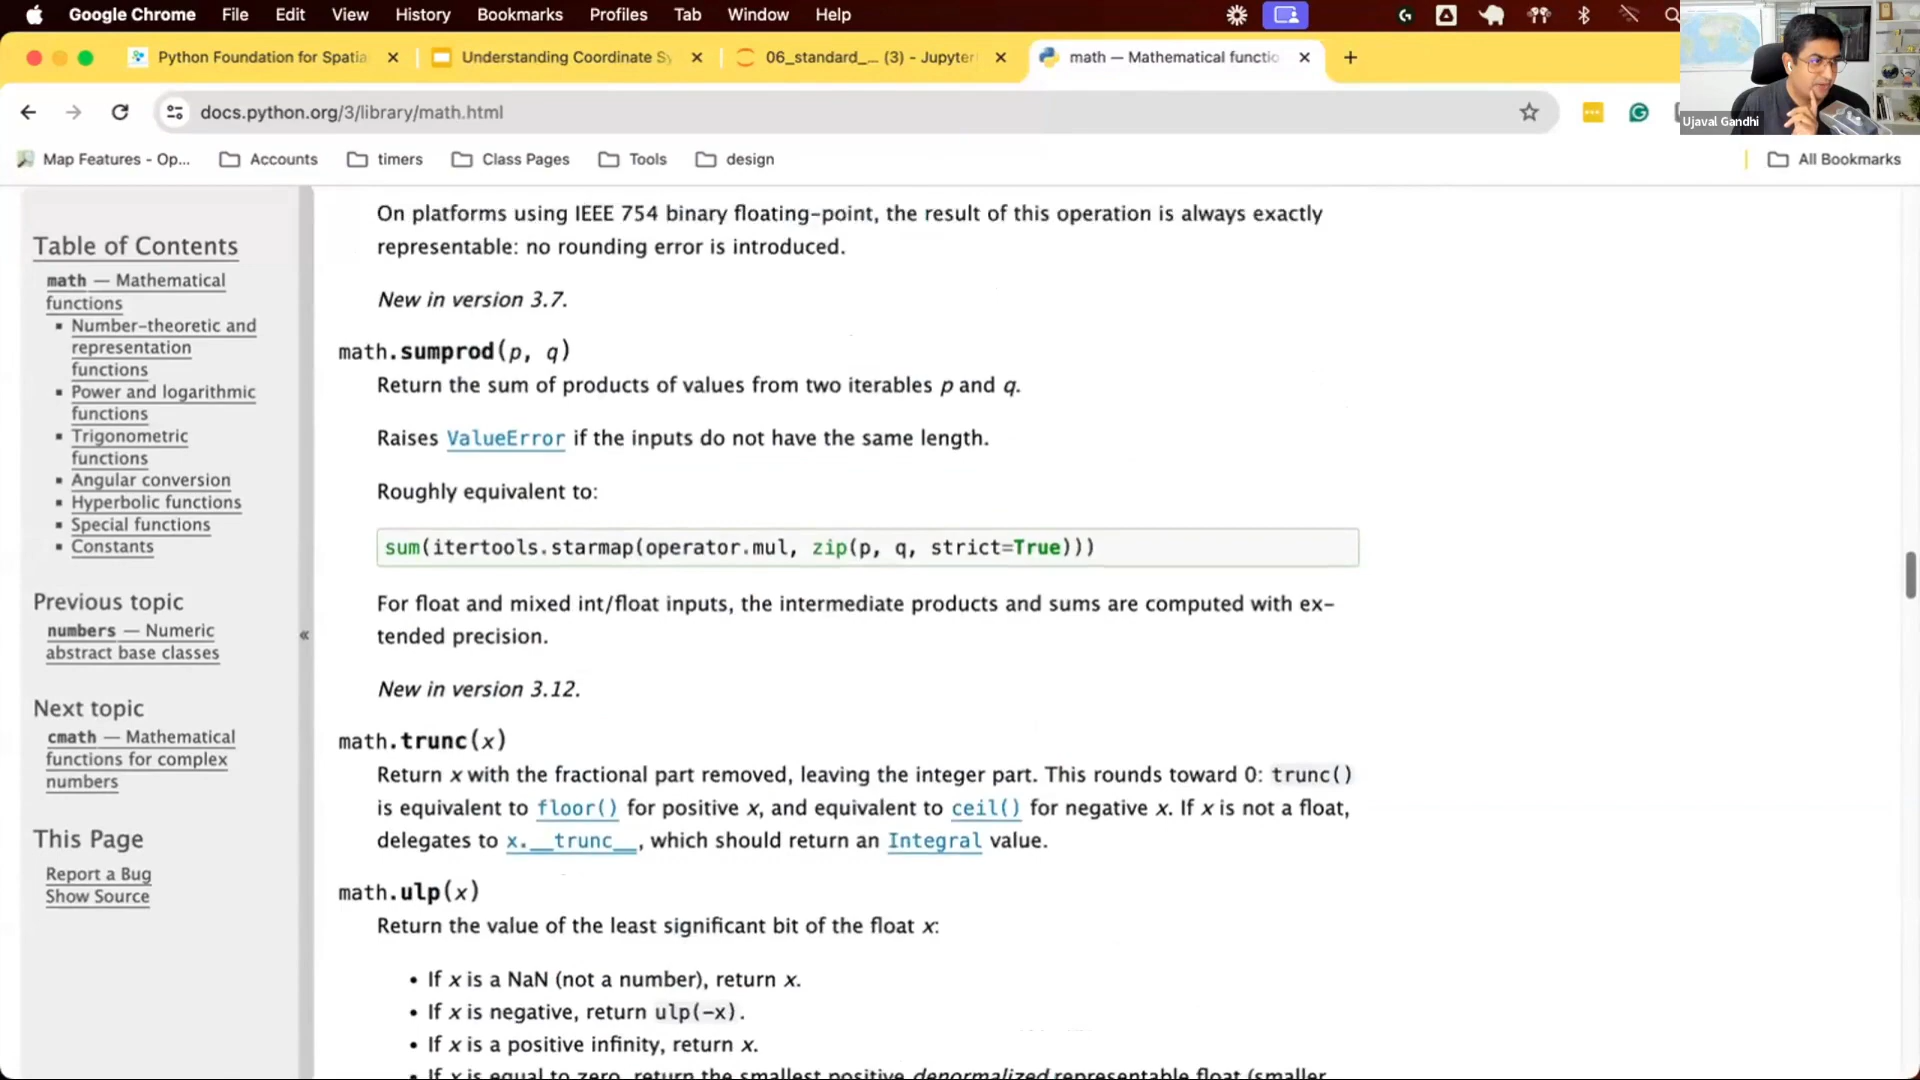 Google Chrome File Edit View History Bookmarks Profiles Tab Window Help
Python Foundation for Spatia
Understanding Coordinate Sy
06_standard_... (3) - Jupyter
math — Mathematical functio
docs.python.org/3/library/math.html
Ujaval Gandhi
Map Features - Op... Accounts timers Class Pages Tools design All Bookmarks
Table of Contents
math — Mathematical
functions
Number-theoretic and
representation
functions
Power and logarithmic
functions
Trigonometric
functions
Angular conversion
Hyperbolic functions
Special functions
Constants
Previous topic
numbers — Numeric
abstract base classes
Next topic
cmath — Mathematical
functions for complex
numbers
This Page
Report a Bug
Show Source
«
On platforms using IEEE 754 binary floating-point, the result of this operation is always exactly
representable: no rounding error is introduced.
New in version 3.7.
math.sumprod(p, q)
Return the sum of products of values from two iterables p and q.
Raises ValueError if the inputs do not have the same length.
Roughly equivalent to:
sum(itertools.starmap(operator.mul, zip(p, q, strict=True)))
For float and mixed int/float inputs, the intermediate products and sums are computed with ex-
tended precision.
New in version 3.12.
math.trunc(x)
Return x with the fractional part removed, leaving the integer part. This rounds toward 0: trunc()
is equivalent to floor() for positive x, and equivalent to ceil() for negative x. If x is not a float,
delegates to x.__trunc__, which should return an Integral value.
math.ulp(x)
Return the value of the least significant bit of the float x:
• If x is a NaN (not a number), return x.
• If x is negative, return ulp(-x).
• If x is a positive infinity, return x.
• If x is equal to zero, return the smallest positive denormalized representable float (smaller